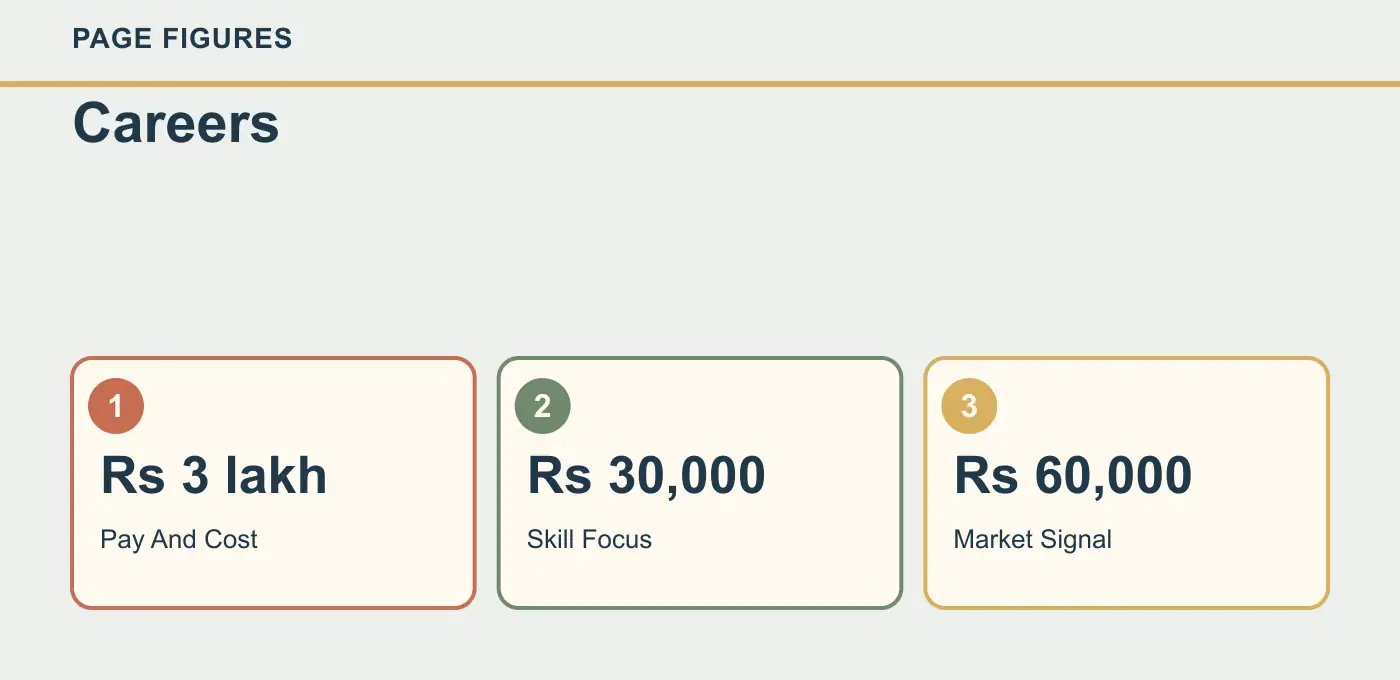 PAGE FIGURES
Careers
1
Rs 3 lakh
Pay And Cost
2
Rs 30,000
Skill Focus
3
Rs 60,000
Market Signal